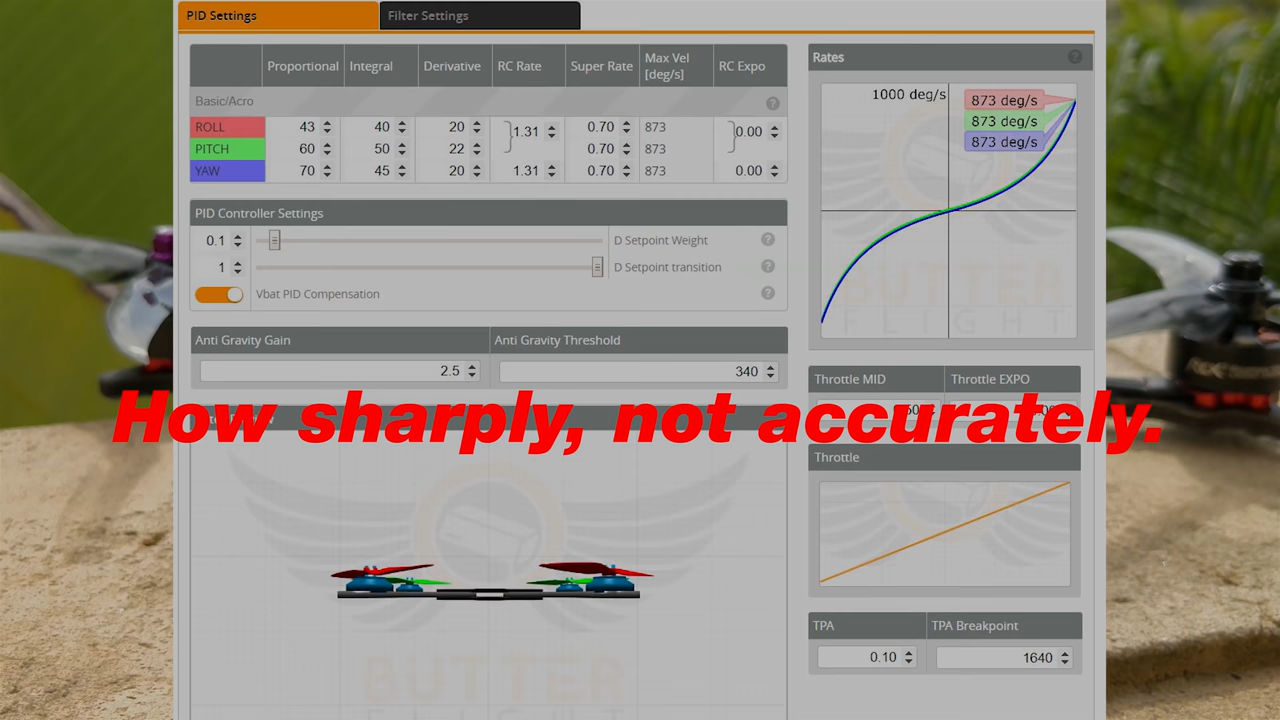 PID Settings
Filter Settings
Proportional Integral Derivative RC Rate Super Rate Max Vel [deg/s] RC Expo
Basic/Acro
ROLL 43 40 20 1.31 0.70 873 0.00
PITCH 60 50 22 0.70 873
YAW 70 45 20 1.31 0.70 873 0.00
PID Controller Settings
0.1 D Setpoint Weight
1 D Setpoint transition
Vbat PID Compensation
Anti Gravity Gain Anti Gravity Threshold
2.5 340
Rates
1000 deg/s
873 deg/s
873 deg/s
873 deg/s
BUTTER
FLIGHT
Throttle MID Throttle EXPO
How sharply, not accurately.
Throttle
TPA TPA Breakpoint
0.10 1640
BUTTER
FLIGHT